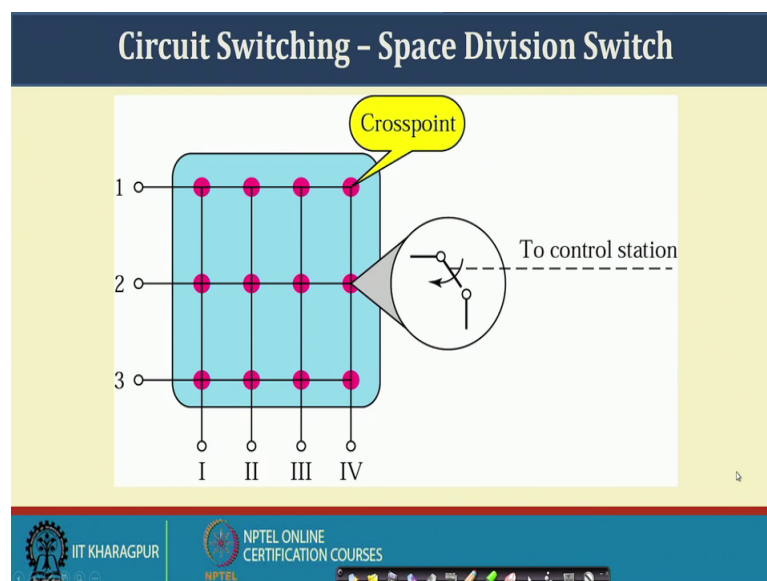 Circuit Switching – Space Division Switch
Crosspoint
1
2
To control station
3
I II III IV
IIT KHARAGPUR
NPTEL
NPTEL ONLINE
CERTIFICATION COURSES